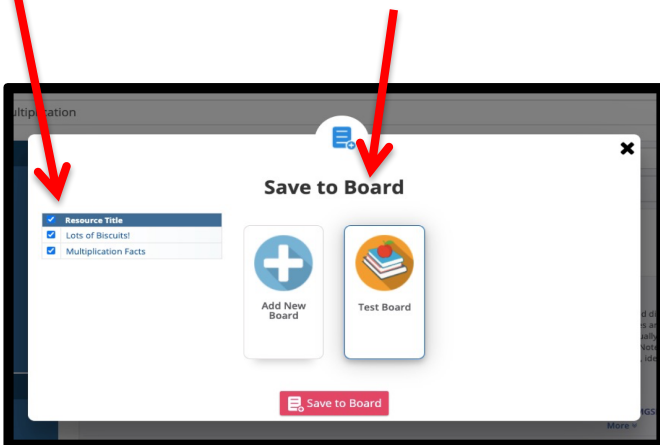 Save to Board
Resource Title
Lots of Biscuits!
Multiplication Facts
Add New
Board
Test Board
Save to Board
More